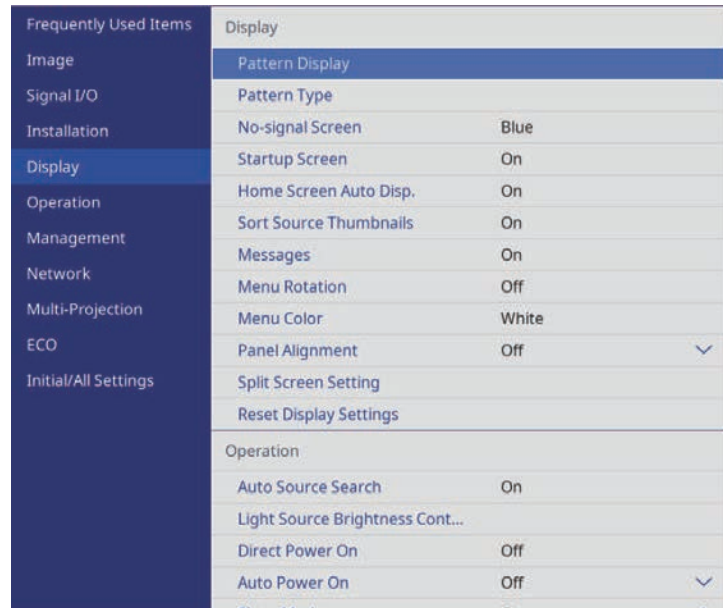 Frequently Used Items
Image
Signal I/O
Installation
Display
Operation
Management
Network
Multi-Projection
ECO
Initial/All Settings
Display
Pattern Display
Pattern Type
No-signal Screen Blue
Startup Screen On
Home Screen Auto Disp. On
Sort Source Thumbnails On
Messages On
Menu Rotation Off
Menu Color White
Panel Alignment Off
Split Screen Setting
Reset Display Settings
Operation
Auto Source Search On
Light Source Brightness Cont...
Direct Power On Off
Auto Power On Off